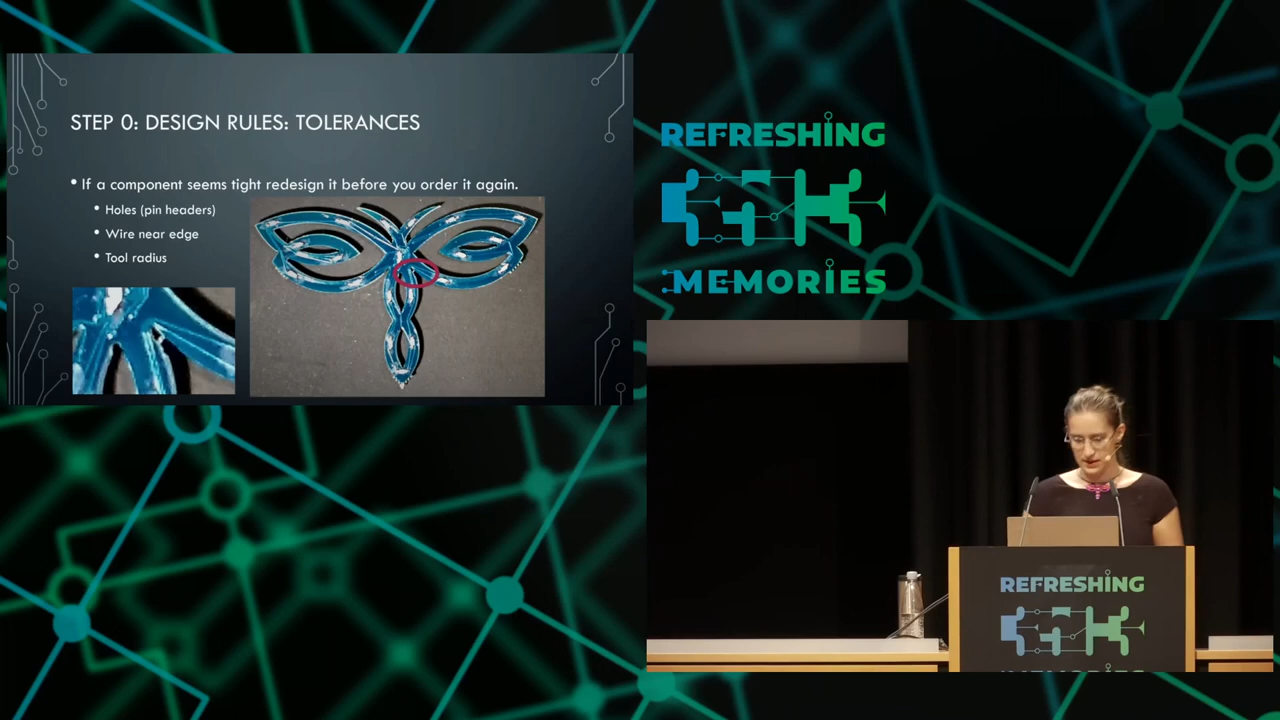 STEP 0: DESIGN RULES: TOLERANCES
• If a component seems tight redesign it before you order it again.
• Holes (pin headers)
• Wire near edge
• Tool radius
REFRESHING
MEMORIES
REFRESHING
MEMORIES